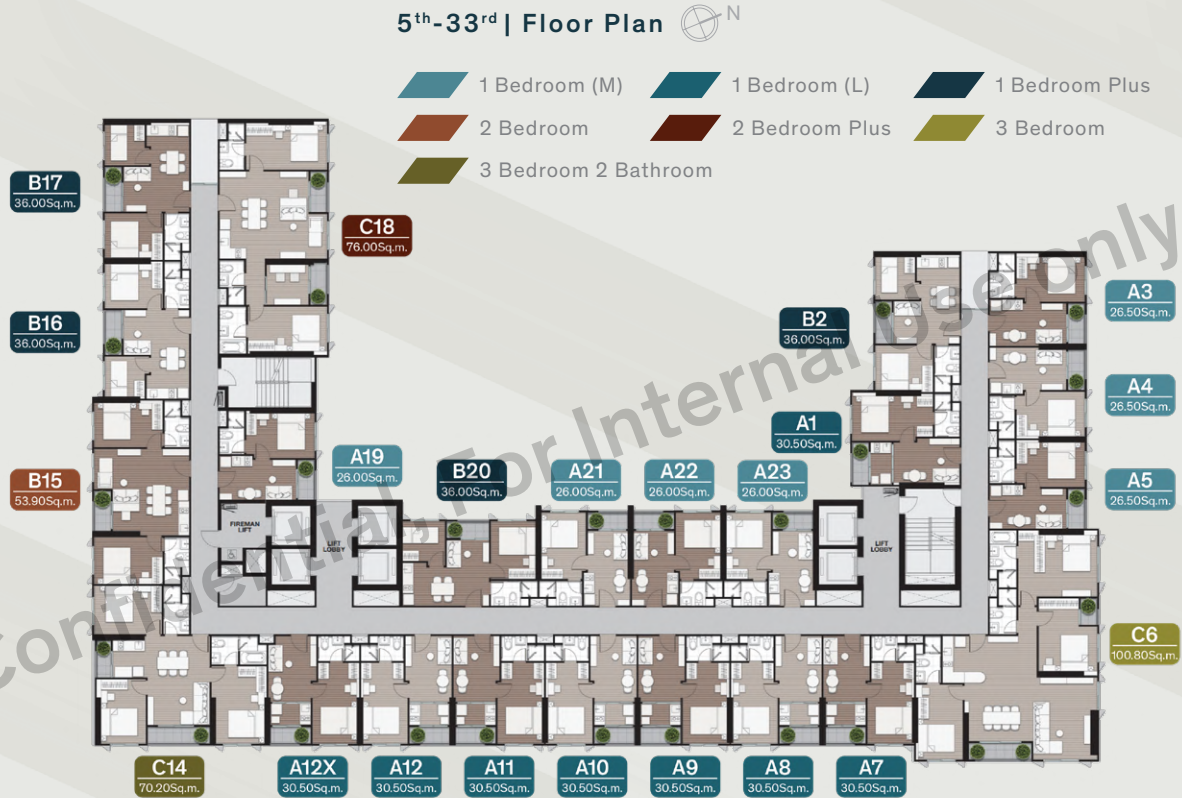 5th-33rd | Floor Plan
N
1 Bedroom (M)
1 Bedroom (L)
1 Bedroom Plus
2 Bedroom
2 Bedroom Plus
3 Bedroom
3 Bedroom 2 Bathroom
B17
36.00Sq.m.
C18
76.00Sq.m.
B16
36.00Sq.m.
B2
36.00Sq.m.
A3
26.50Sq.m.
A4
26.50Sq.m.
A1
30.50Sq.m.
B15
53.90Sq.m.
A19
26.00Sq.m.
B20
36.00Sq.m.
A21
26.00Sq.m.
A22
26.00Sq.m.
A23
26.00Sq.m.
A5
26.50Sq.m.
FIREMAN
LIFT
LIFT
LOBBY
LIFT
LOBBY
C6
100.80Sq.m.
C14
70.20Sq.m.
A12X
30.50Sq.m.
A12
30.50Sq.m.
A11
30.50Sq.m.
A10
30.50Sq.m.
A9
30.50Sq.m.
A8
30.50Sq.m.
A7
30.50Sq.m.
Confidential, For Internal use only